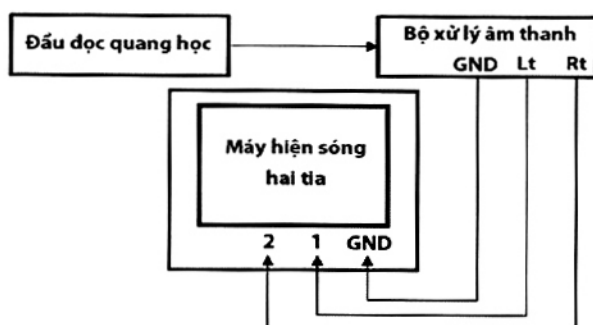 Đầu đọc quang học
Bộ xử lý âm thanh
GND Lt Rt
Máy hiện sóng
hai tia
2 1 GND